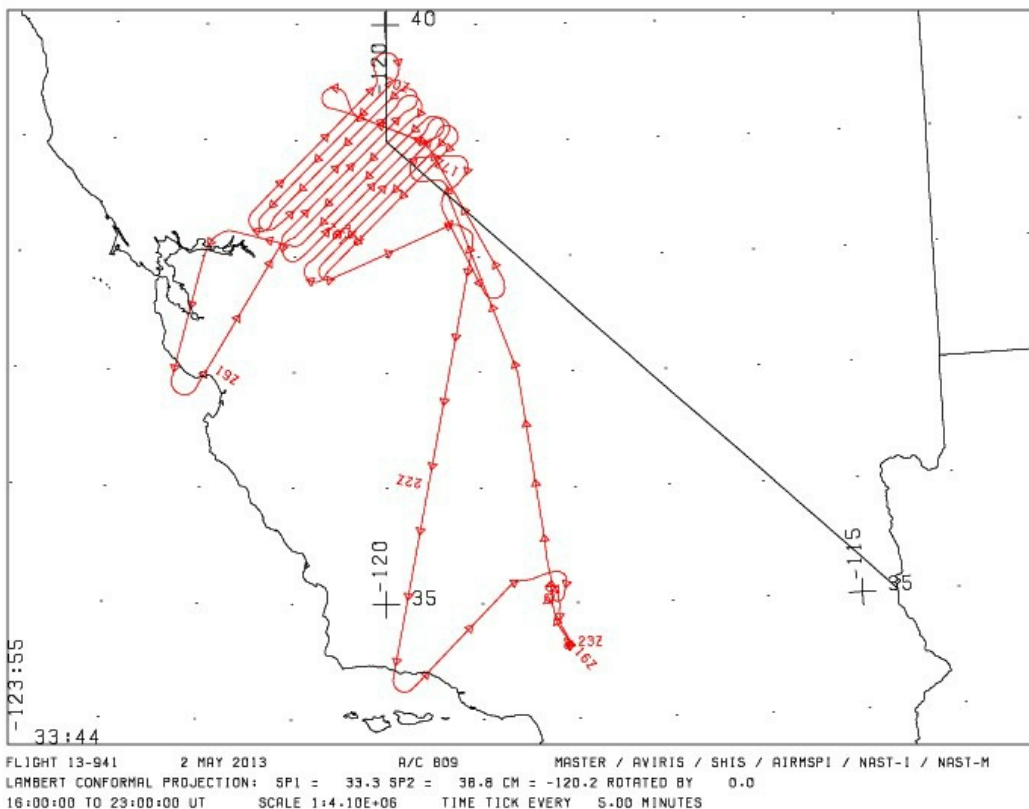 40
-120
20Z
17Z
19Z
22Z
-120
35
-115
35
23Z
16Z
-123:55
33:44
FLIGHT 13-941 2 MAY 2013 A/C 809 MASTER / AVIRIS / SHIS / AIRMSPI / NAST-I / NAST-M
LAMBERT CONFORMAL PROJECTION: SP1 = 33.3 SP2 = 38.8 CM = -120.2 ROTATED BY 0.0
16:00:00 TO 23:00:00 UT SCALE 1:4.10E+06 TIME TICK EVERY 5.00 MINUTES